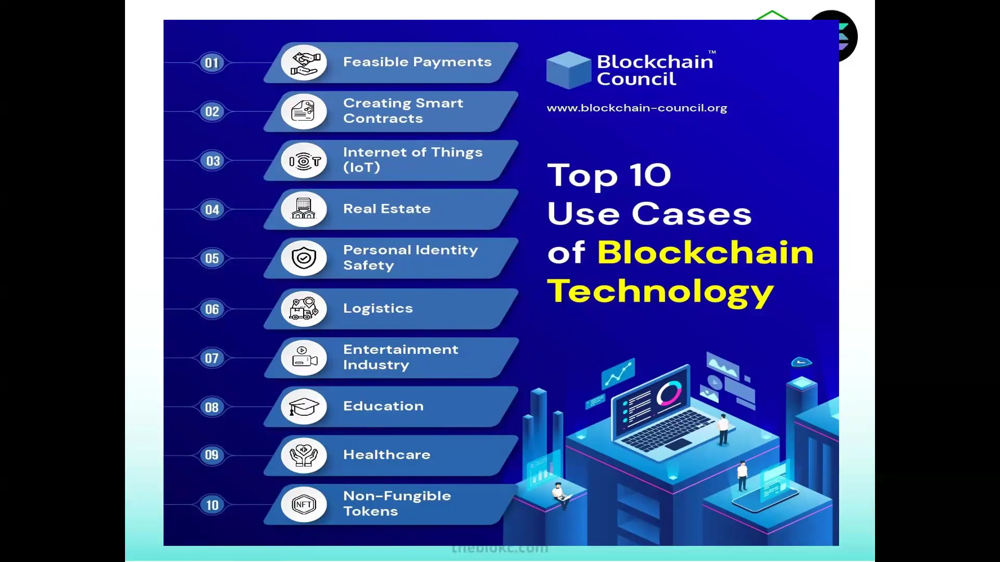 01
Feasible Payments
02
Creating Smart
Contracts
03
IOT
Internet of Things
(IoT)
04
Real Estate
05
Personal Identity
Safety
06
Logistics
07
Entertainment
Industry
08
Education
09
Healthcare
10
NFT
Non-Fungible
Tokens
Blockchain™
Council
www.blockchain-council.org
Top 10
Use Cases
of Blockchain
Technology